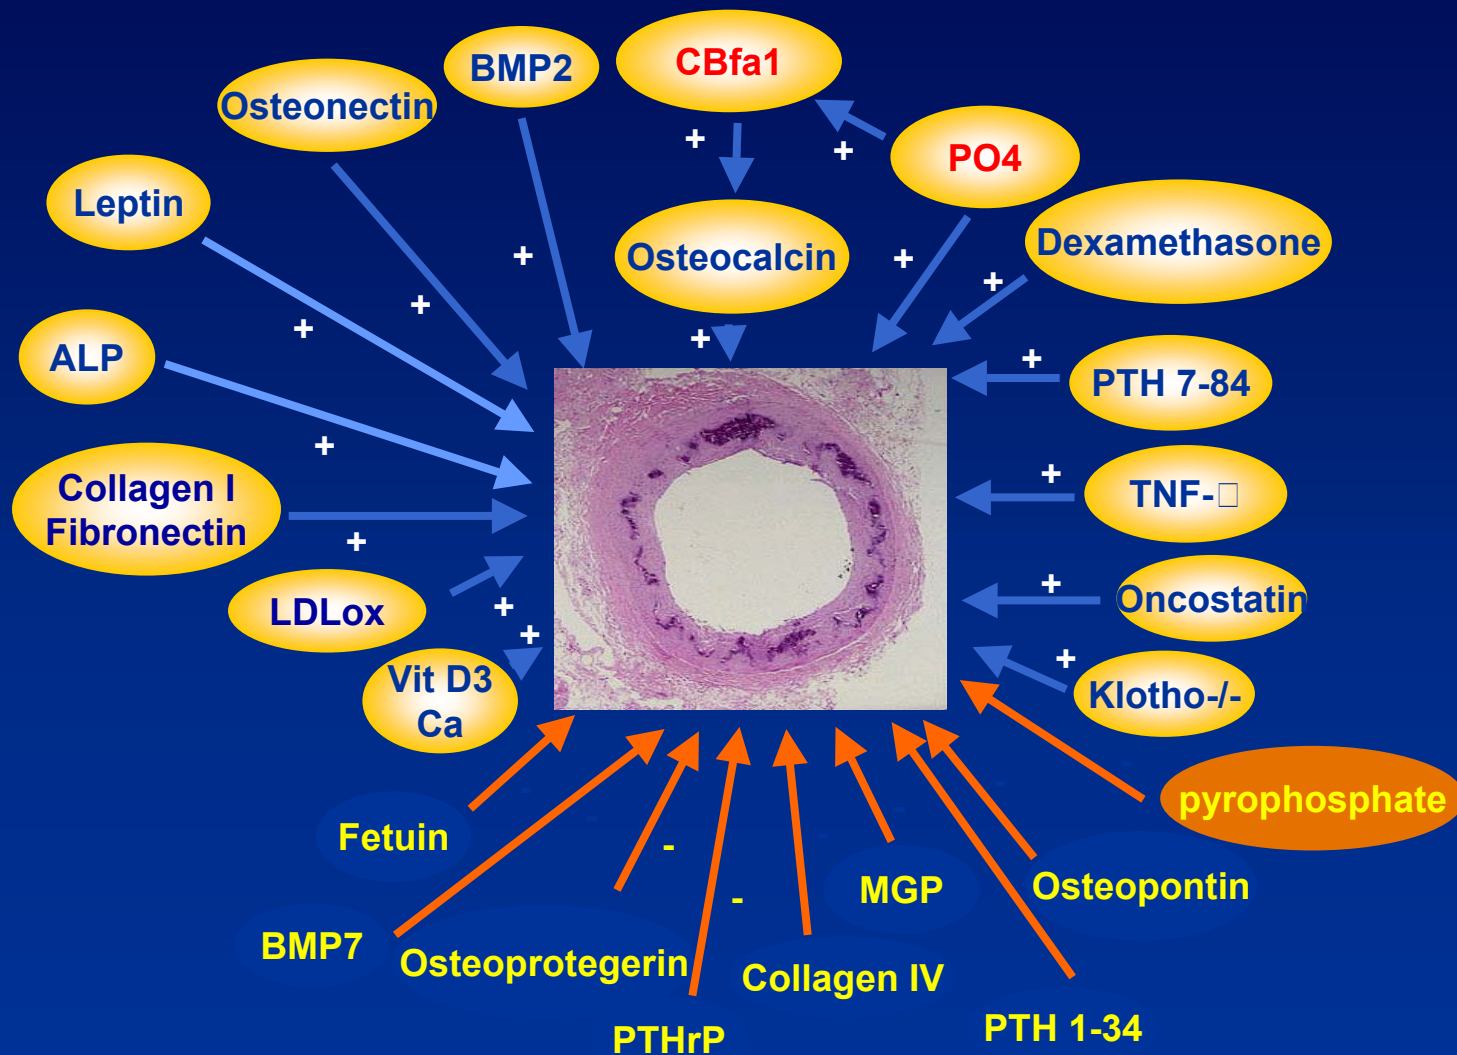 CBfa1
BMP2
Osteonectin
+
+
PO4
Leptin
Dexamethasone
Osteocalcin
+
+
+
+
+
+
ALP
+
+
PTH 7-84
+
Collagen I
Fibronectin
+
TNF-□
+
LDLox
+
+
Oncostatin
+
Vit D3
Ca
+
Klotho-/-
pyrophosphate
Fetuin
-
MGP
Osteopontin
-
BMP7
Osteoprotegerin
Collagen IV
PTHrP
PTH 1-34